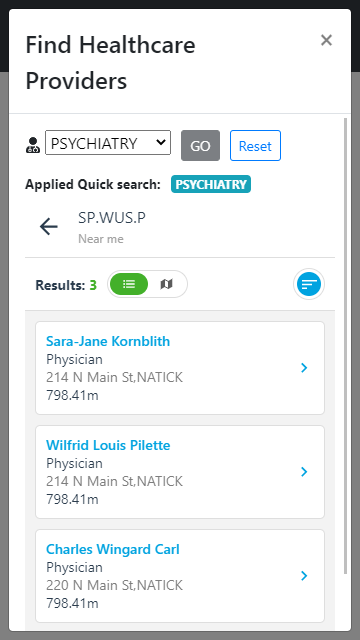 Find Healthcare
Providers
×
PSYCHIATRY
GO
Reset
Applied Quick search: PSYCHIATRY
SP.WUS.P
Near me
Results: 3
Sara-Jane Kornblith
Physician
214 N Main St,NATICK
798.41m
Wilfrid Louis Pilette
Physician
214 N Main St,NATICK
798.41m
Charles Wingard Carl
Physician
220 N Main St,NATICK
798.41m